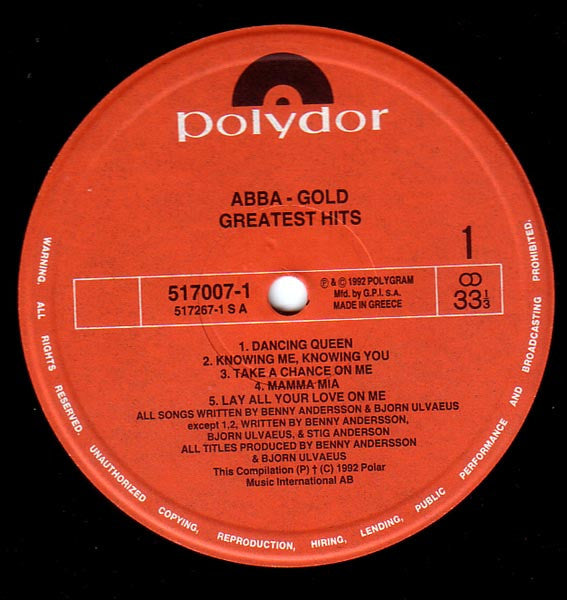 polydor
ABBA - GOLD
GREATEST HITS
1
517007-1
517267-1 S A
℗ & © 1992 POLYGRAM
Mfd. by G.P.I. s.a.
MADE IN GREECE
33 1/3
1. DANCING QUEEN
2. KNOWING ME, KNOWING YOU
3. TAKE A CHANCE ON ME
4. MAMMA MIA
5. LAY ALL YOUR LOVE ON ME
ALL SONGS WRITTEN BY BENNY ANDERSSON & BJORN ULVAEUS
except 1,2, WRITTEN BY BENNY ANDERSSON,
BJORN ULVAEUS, & STIG ANDERSON
ALL TITLES PRODUCED BY BENNY ANDERSSON
& BJORN ULVAEUS
This Compilation (P) † (C) 1992 Polar
Music International AB
WARNING, ALL RIGHTS RESERVED. UNAUTHORIZED COPYING, REPRODUCTION, HIRING, LENDING, PUBLIC PERFORMANCE AND BROADCASTING PROHIBITED.